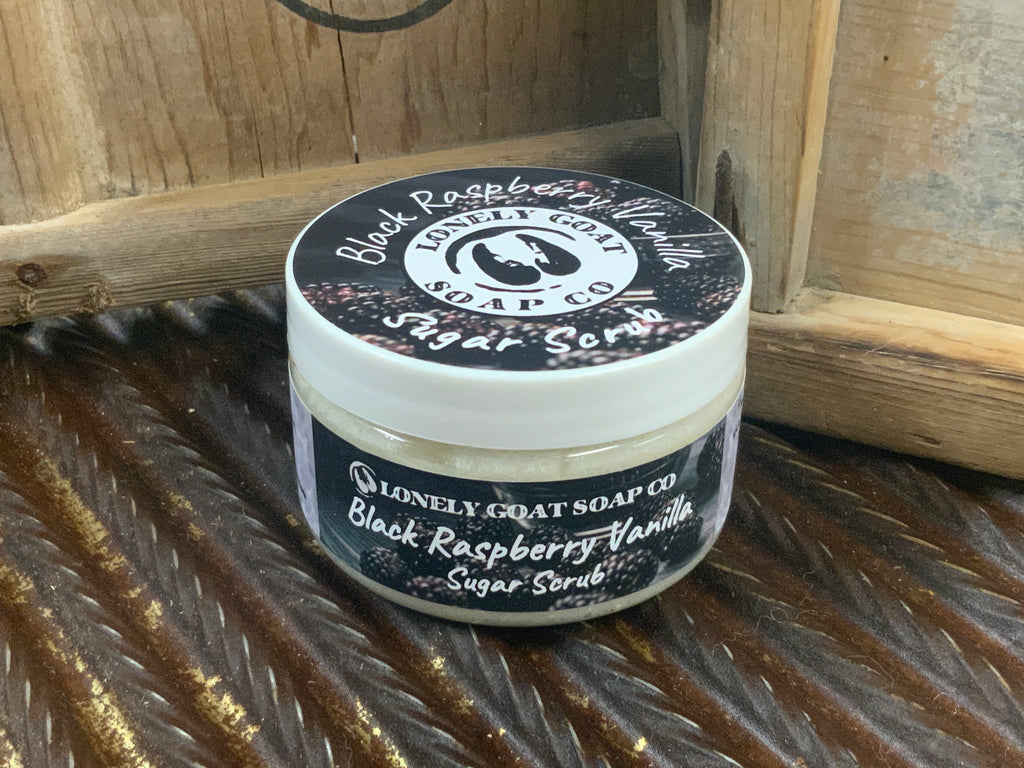 Black Raspberry Vanilla
LONELY GOAT
SOAP CO
Sugar Scrub
LONELY GOAT SOAP CO
Black Raspberry Vanilla
Sugar Scrub